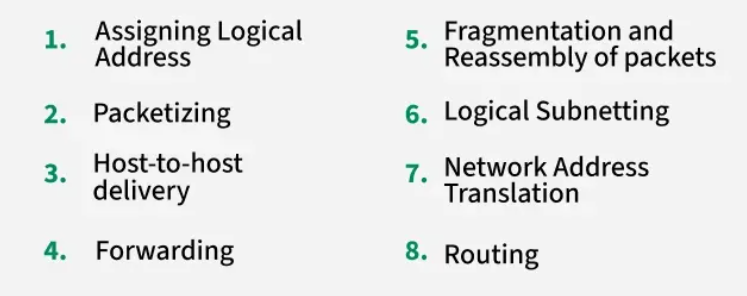 1. Assigning Logical
Address
2. Packetizing
3. Host-to-host
delivery
4. Forwarding
5. Fragmentation and
Reassembly of packets
6. Logical Subnetting
7. Network Address
Translation
8. Routing